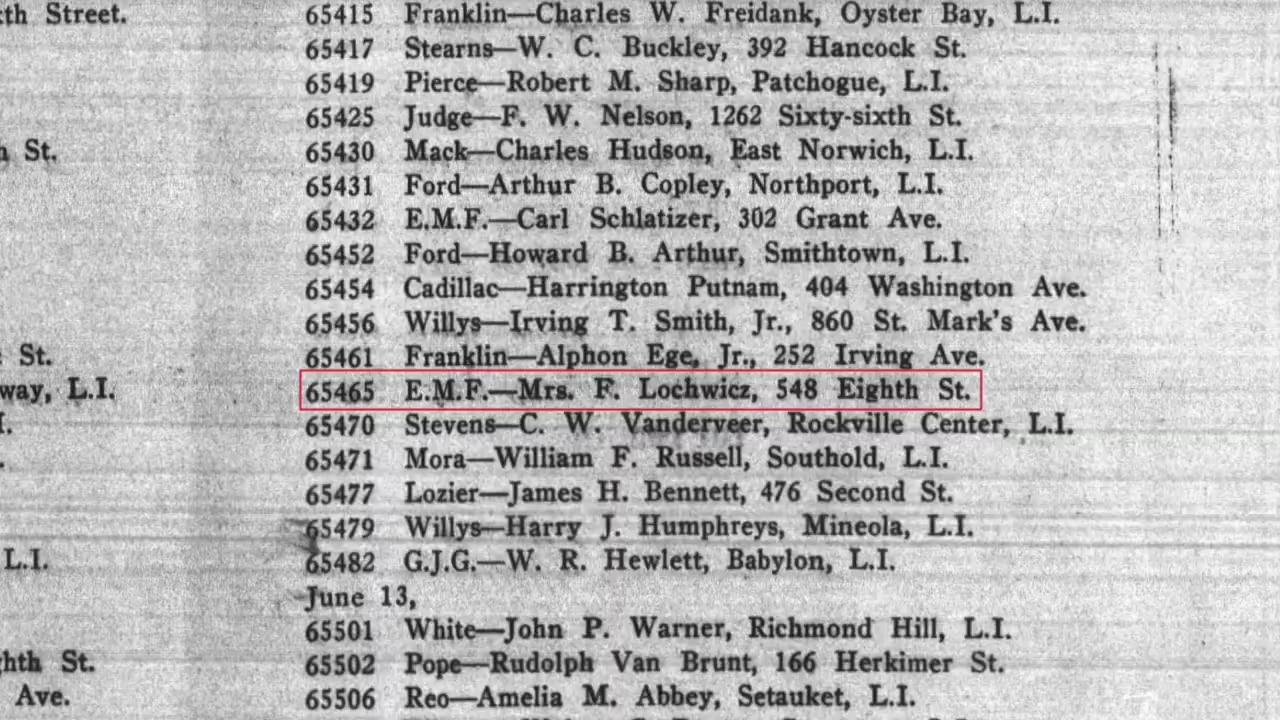 th Street.
St.
St.
way, L.I.
L.I.
hth St.
Ave.
65415 Franklin—Charles W. Freidank, Oyster Bay, L.I.
65417 Stearns—W. C. Buckley, 392 Hancock St.
65419 Pierce—Robert M. Sharp, Patchogue, L.I.
65425 Judge—F. W. Nelson, 1262 Sixty-sixth St.
65430 Mack—Charles Hudson, East Norwich, L.I.
65431 Ford—Arthur B. Copley, Northport, L.I.
65432 E.M.F.—Carl Schlatizer, 302 Grant Ave.
65452 Ford—Howard B. Arthur, Smithtown, L.I.
65454 Cadillac—Harrington Putnam, 404 Washington Ave.
65456 Willys—Irving T. Smith, Jr., 860 St. Mark's Ave.
65461 Franklin—Alphon Ege, Jr., 252 Irving Ave.
65465 E.M.F.—Mrs. F. Lochwicz, 548 Eighth St.
65470 Stevens—C. W. Vanderveer, Rockville Center, L.I.
65471 Mora—William F. Russell, Southold, L.I.
65477 Lozier—James H. Bennett, 476 Second St.
65479 Willys—Harry J. Humphreys, Mineola, L.I.
65482 G.J.G.—W. R. Hewlett, Babylon, L.I.
June 13,
65501 White—John P. Warner, Richmond Hill, L.I.
65502 Pope—Rudolph Van Brunt, 166 Herkimer St.
65506 Reo—Amelia M. Abbey, Setauket, L.I.